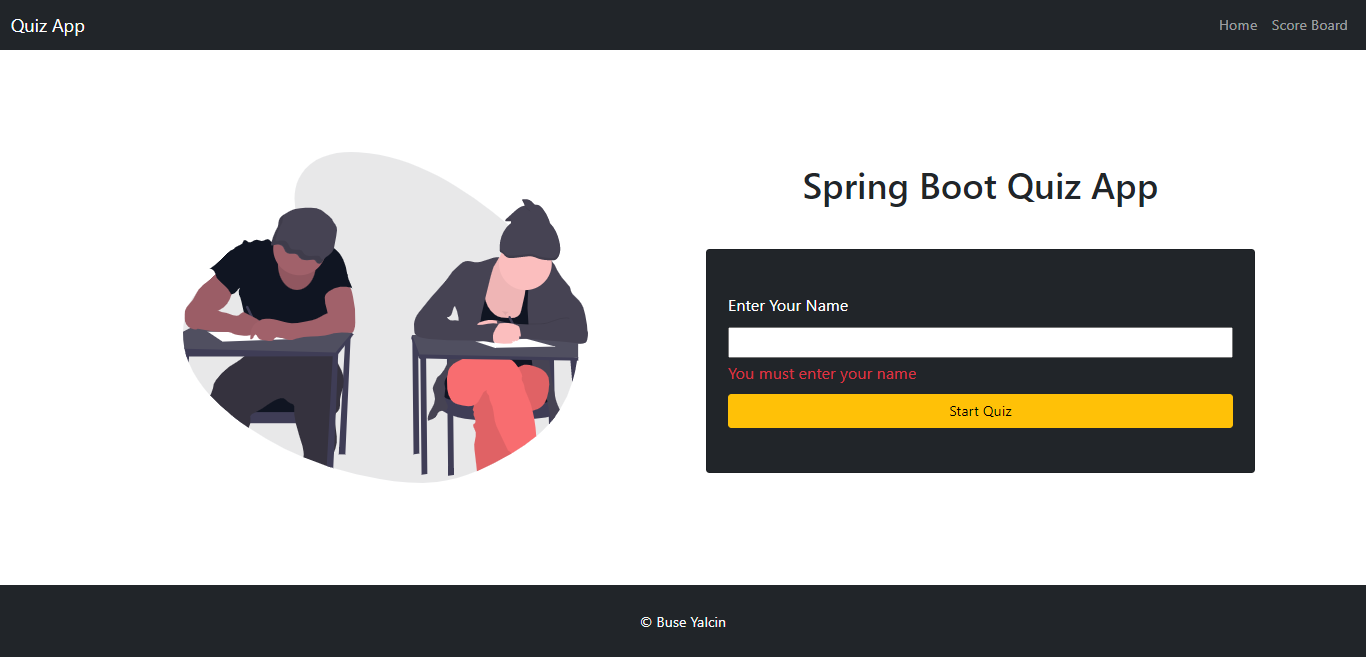 Quiz App
Home Score Board
Spring Boot Quiz App
Enter Your Name
You must enter your name
Start Quiz
© Buse Yalcin